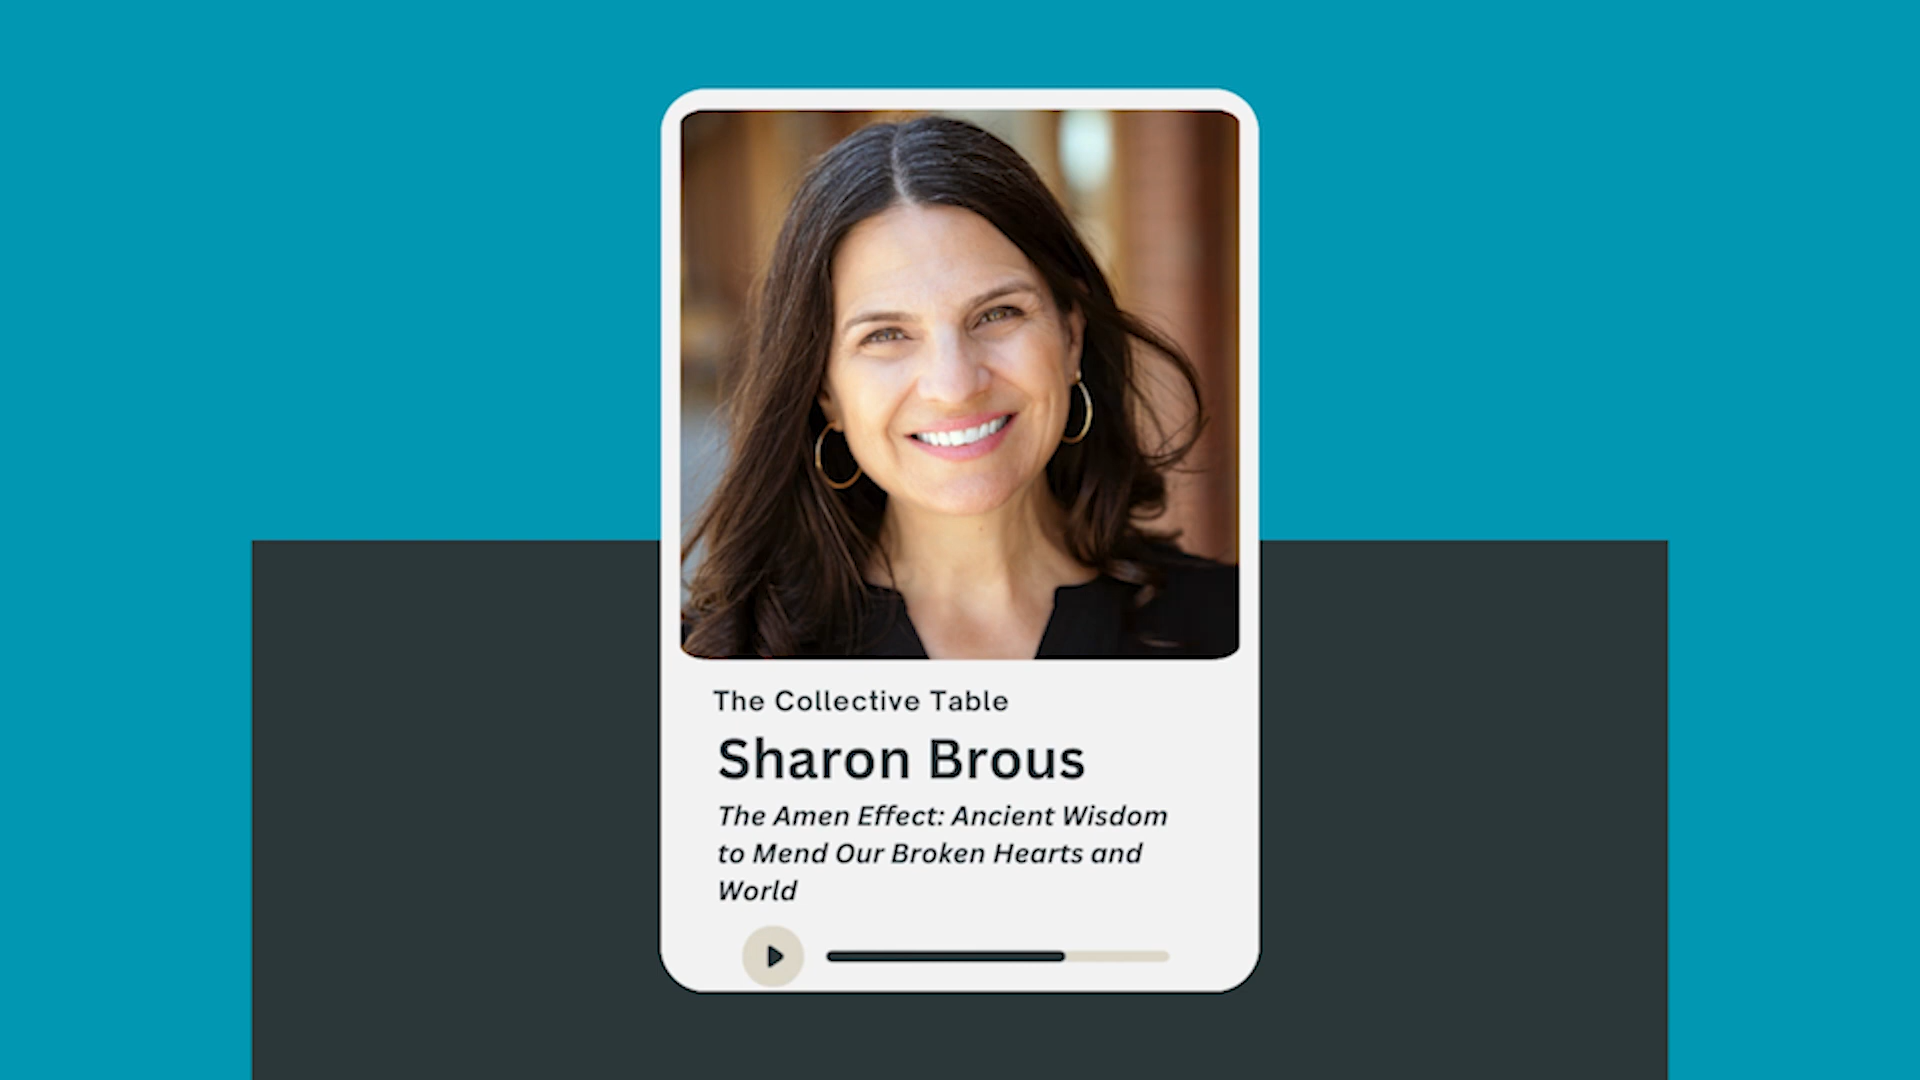 The Collective Table
Sharon Brous
The Amen Effect: Ancient Wisdom
to Mend Our Broken Hearts and
World